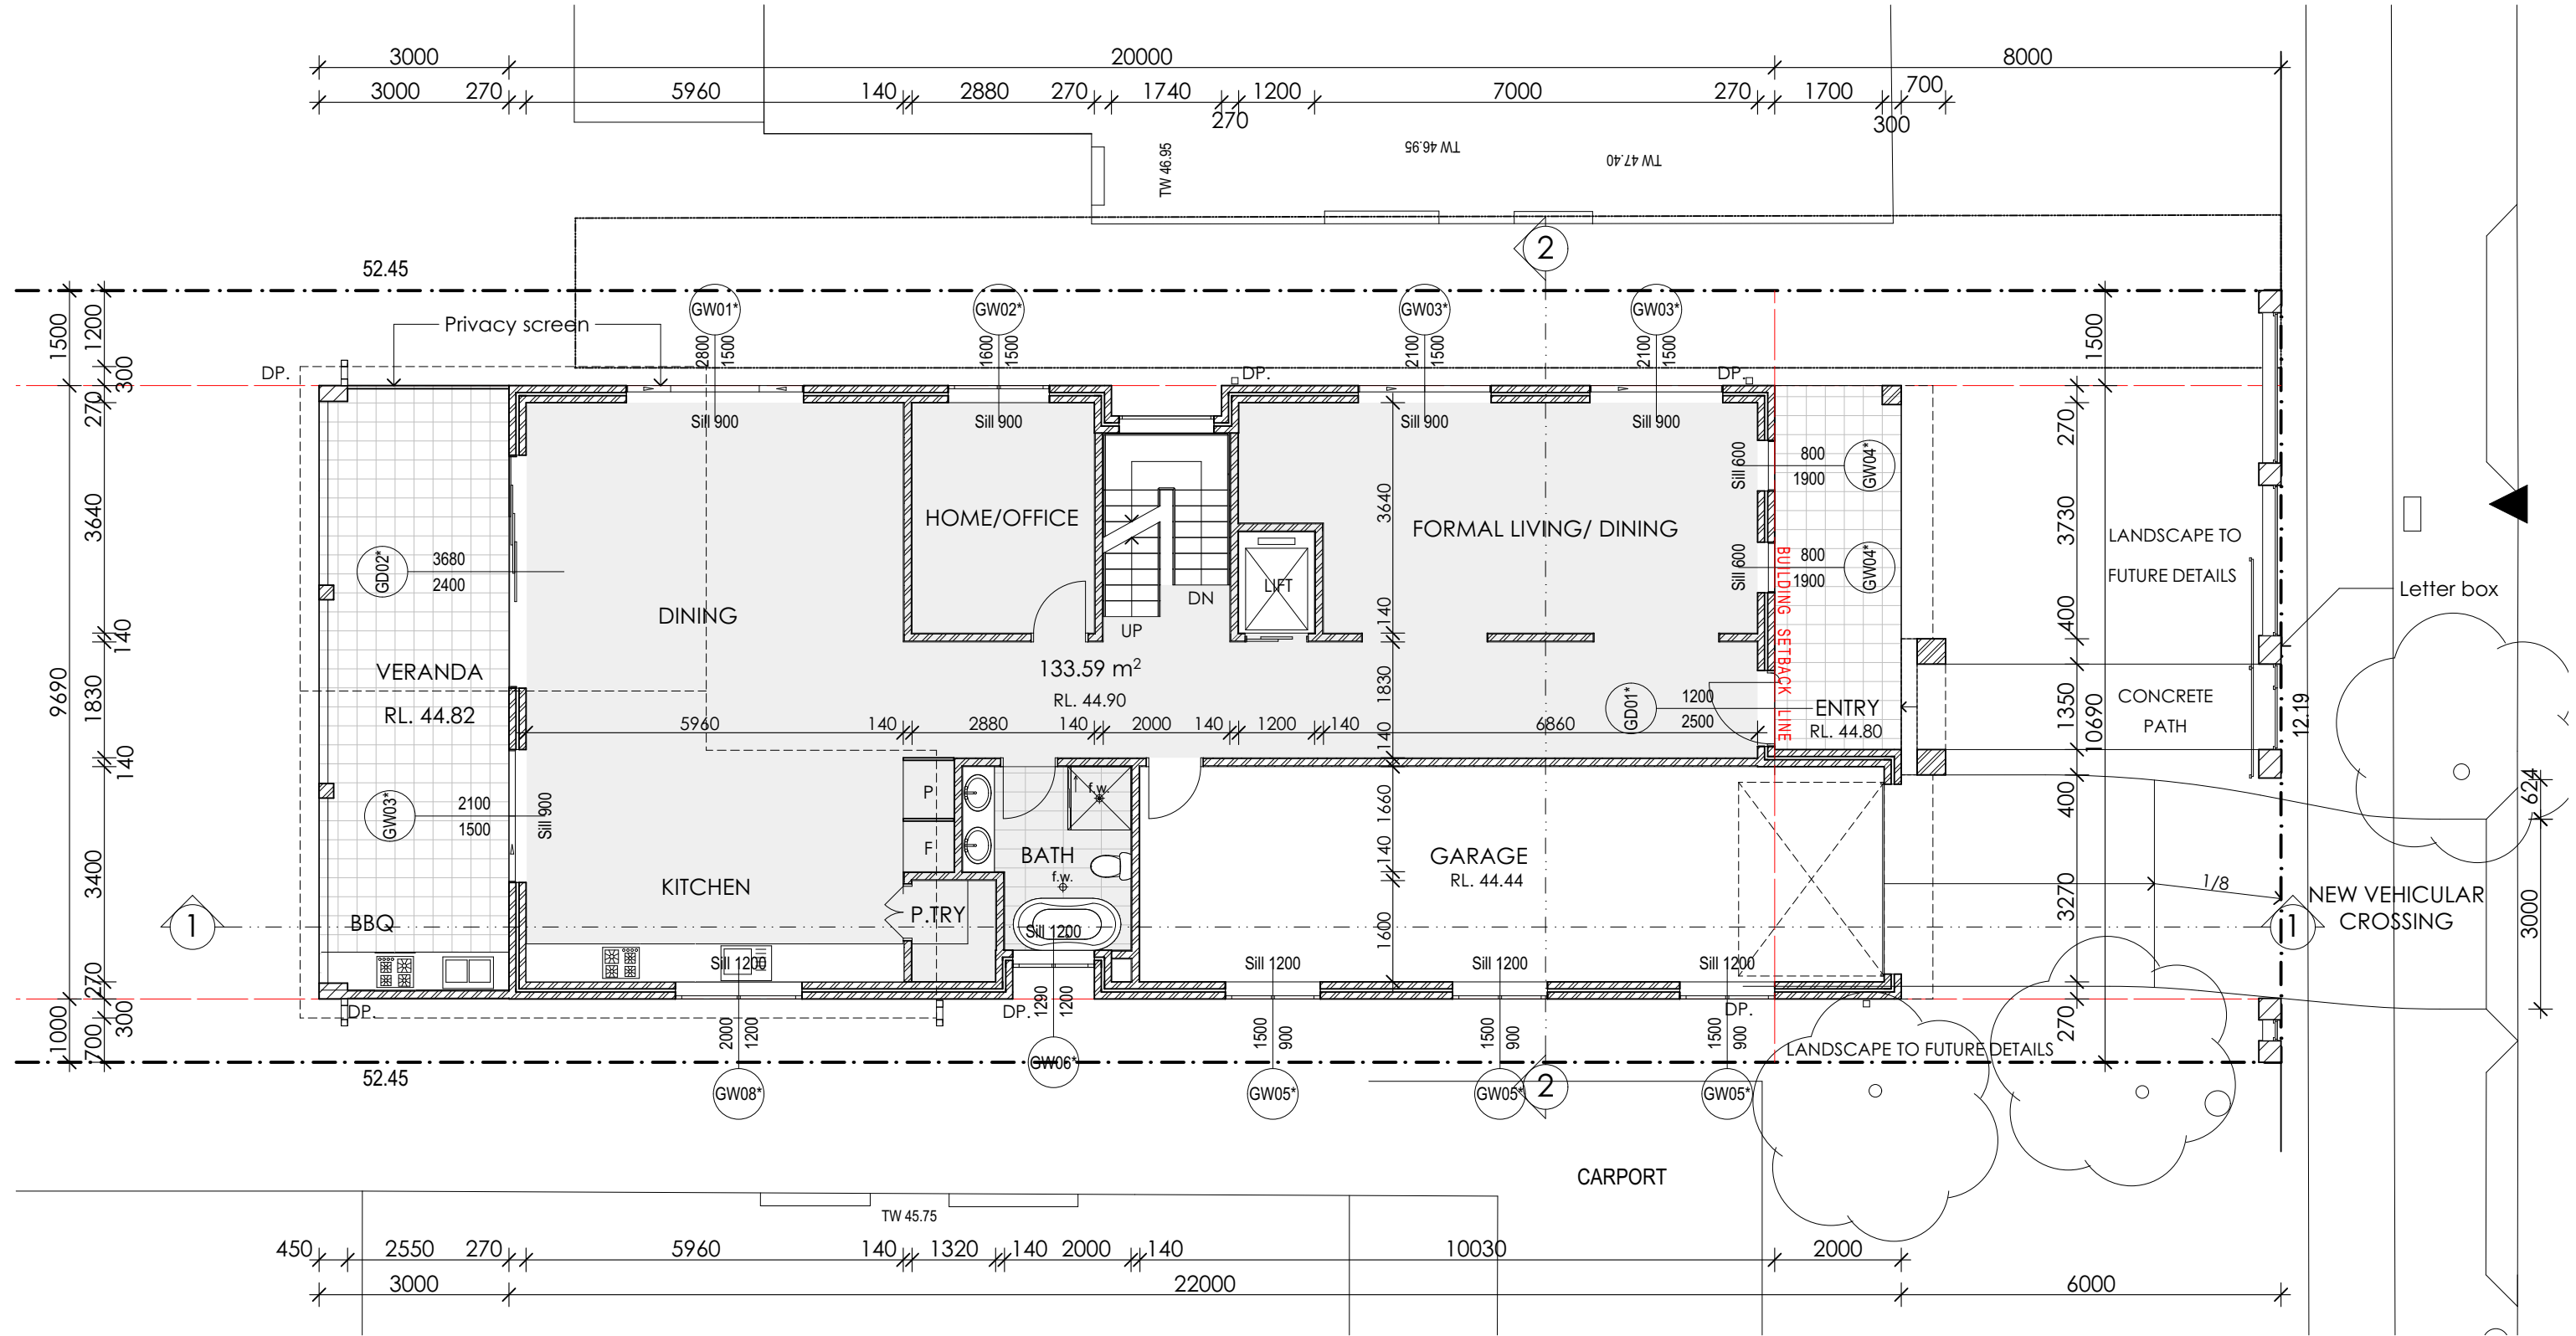 3000
20000
8000
3000
270
5960
140
2880
270
1740
270
1200
7000
270
1700
300
700
TW 46.95
TW 46.95
TW 47.40
2
52.45
Privacy screen
GW01*
2800
1500
GW02*
1600
1500
GW03*
2100
1500
GW03*
2100
1500
DP.
DP.
DP.
Sill 900
Sill 900
Sill 900
Sill 900
1500
1200
300
270
3640
140
9690
1830
140
3400
270
1000
700
300
1500
270
3730
400
1350
10690
400
3270
270
Sill 600
800
1900
GW04*
Sill 600
800
1900
GW04*
HOME/OFFICE
FORMAL LIVING/ DINING
3640
LANDSCAPE TO
FUTURE DETAILS
Letter box
GD02*
3680
2400
LIFT
DN
UP
DINING
140
BUILDING SETBACK LINE
133.59 m2
RL. 44.90
VERANDA
RL. 44.82
1830
GD01*
1200
2500
ENTRY
RL. 44.80
CONCRETE
PATH
12.19
5960
140
2880
140
2000
140
1200
140
6860
140
P
f.w.
F
BATH
f.w.
1660
140
GARAGE
RL. 44.44
1600
GW03*
2100
1500
Sill 900
KITCHEN
P.TRY
BBQ
624
3000
1/8
NEW VEHICULAR
CROSSING
1
1
Sill 1200
Sill 1200
Sill 1200
Sill 1200
Sill 1200
DP.
DP.
DP.
2000
1200
1290
1200
1500
900
1500
900
1500
900
52.45
GW08*
GW06*
GW05*
GW05*
2
GW05*
LANDSCAPE TO FUTURE DETAILS
CARPORT
TW 45.75
450
2550
270
5960
140
1320
140
2000
140
10030
2000
3000
22000
6000